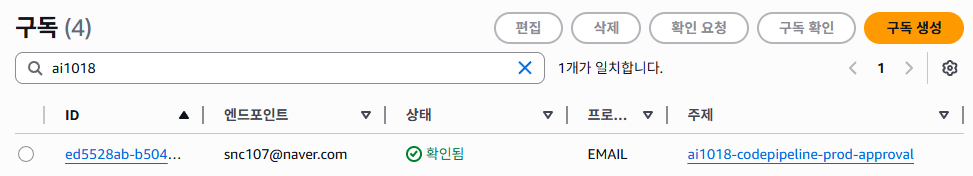 구독 (4)
편집
삭제
확인 요청
구독 확인
구독 생성
ai1018
1개가 일치합니다.
1
ID
엔드포인트
상태
프로...
주제
ed5528ab-b504...
snc107@naver.com
확인됨
EMAIL
ai1018-codepipeline-prod-approval